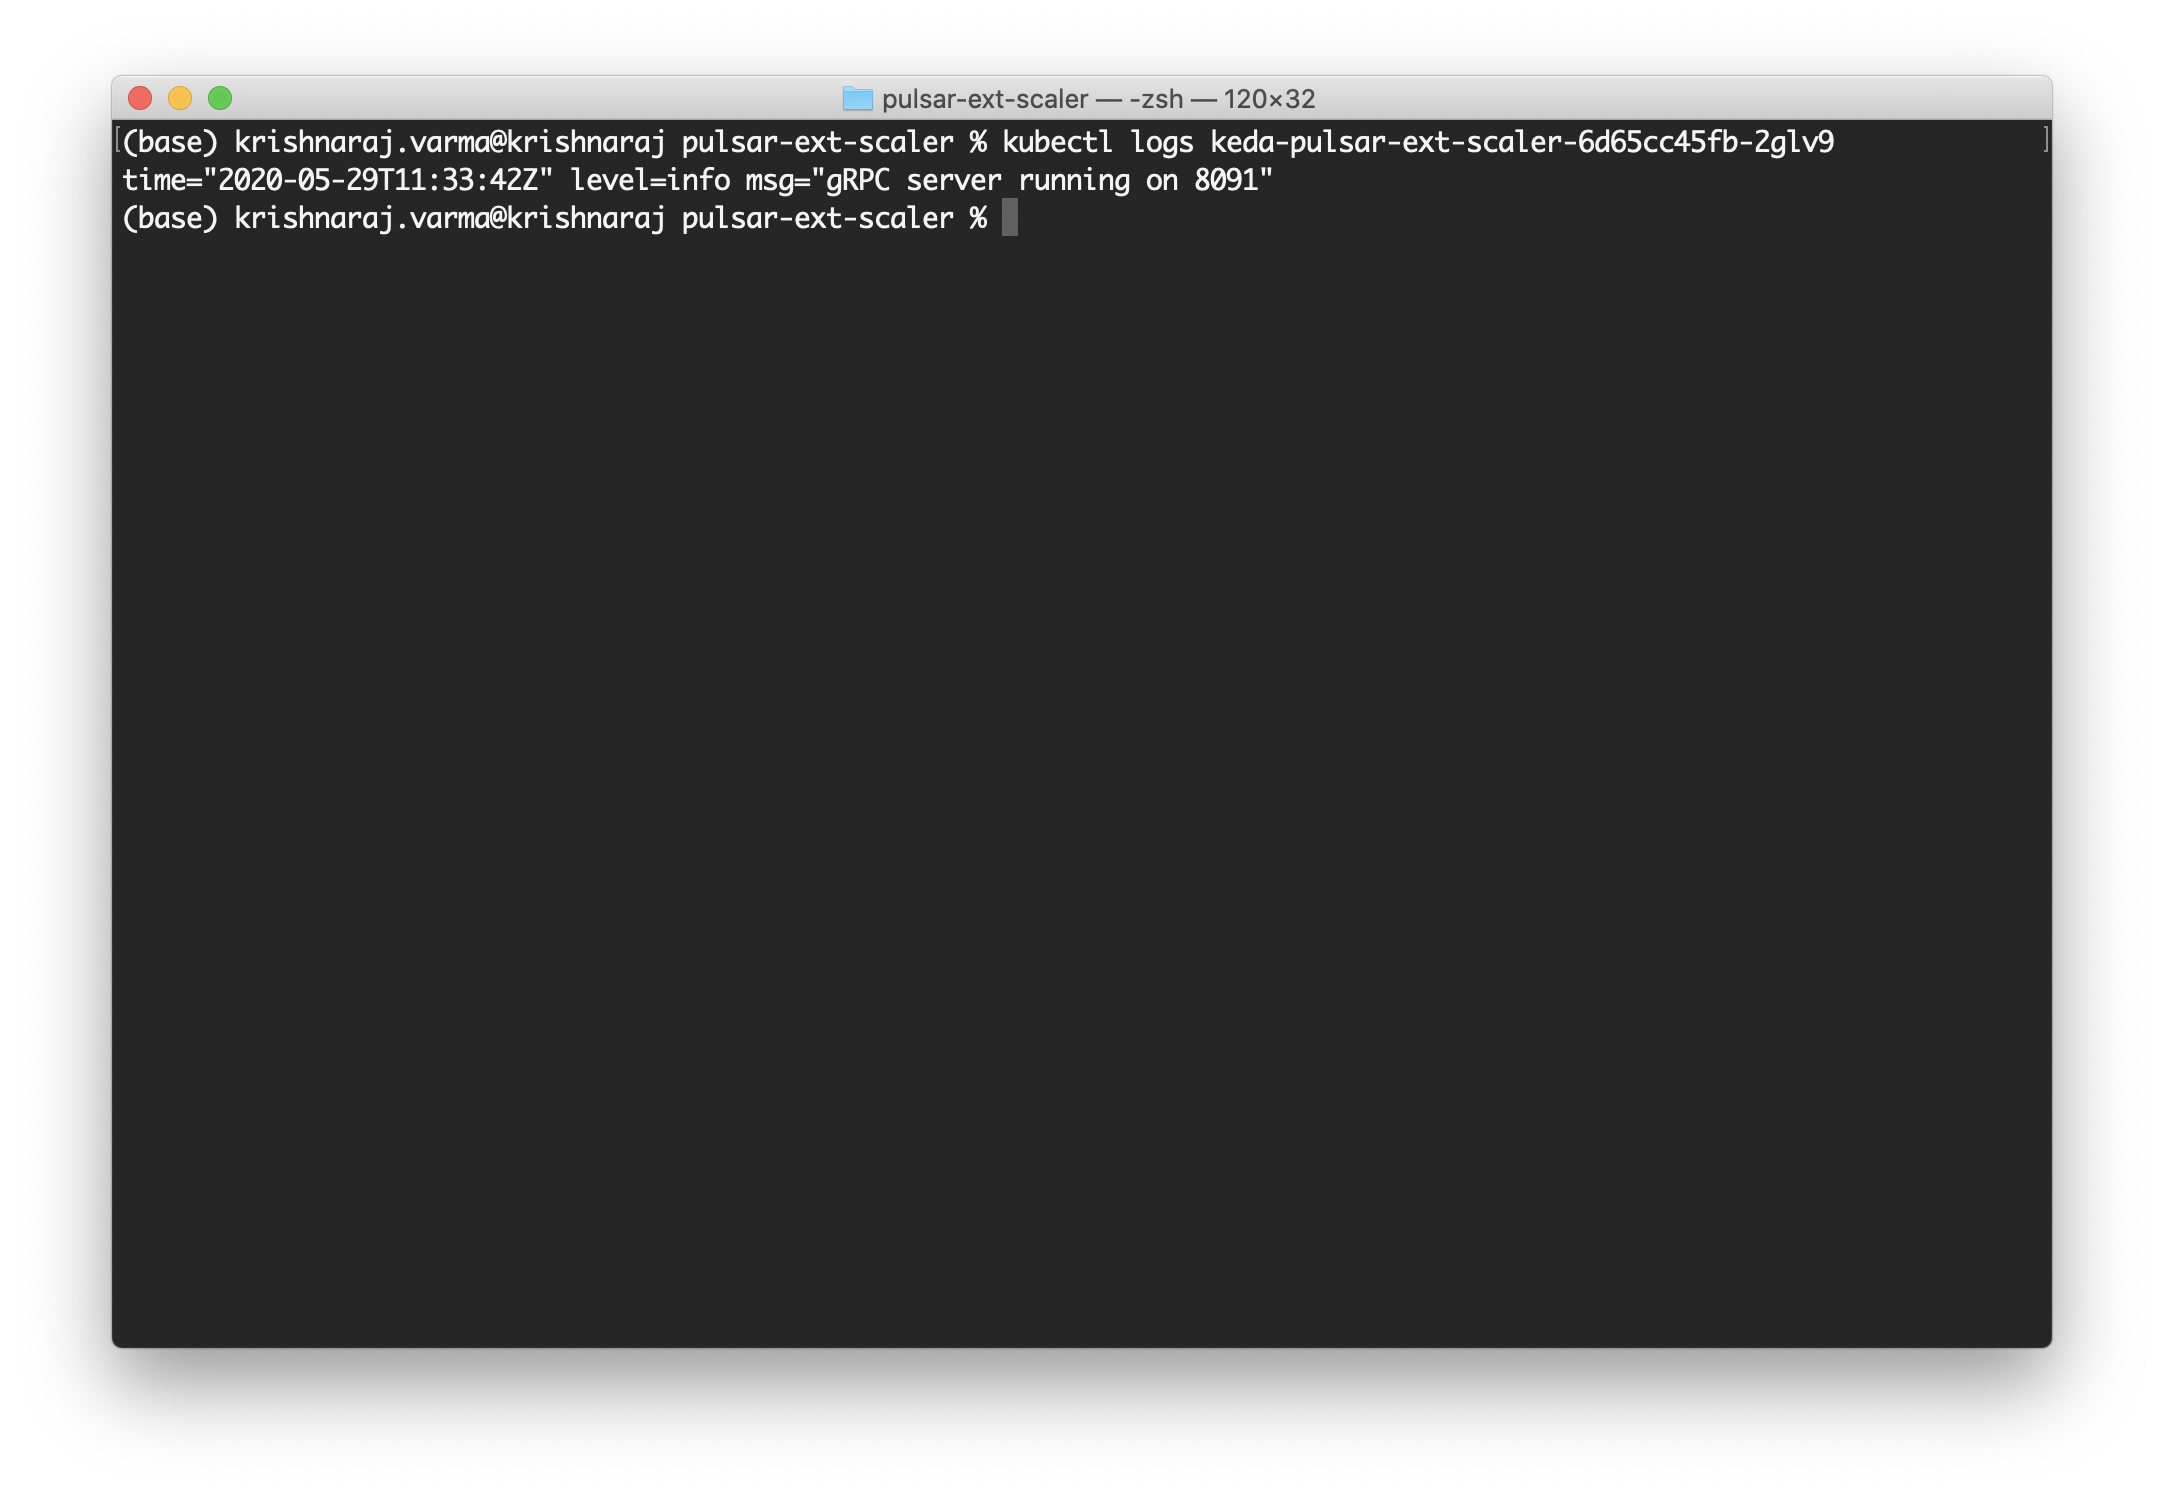 pulsar-ext-scaler — -zsh — 120×32
(base) krishnaraj.varma@krishnaraj pulsar-ext-scaler % kubectl logs keda-pulsar-ext-scaler-6d65cc45fb-2glv9
time="2020-05-29T11:33:42Z" level=info msg="gRPC server running on 8091"
(base) krishnaraj.varma@krishnaraj pulsar-ext-scaler %